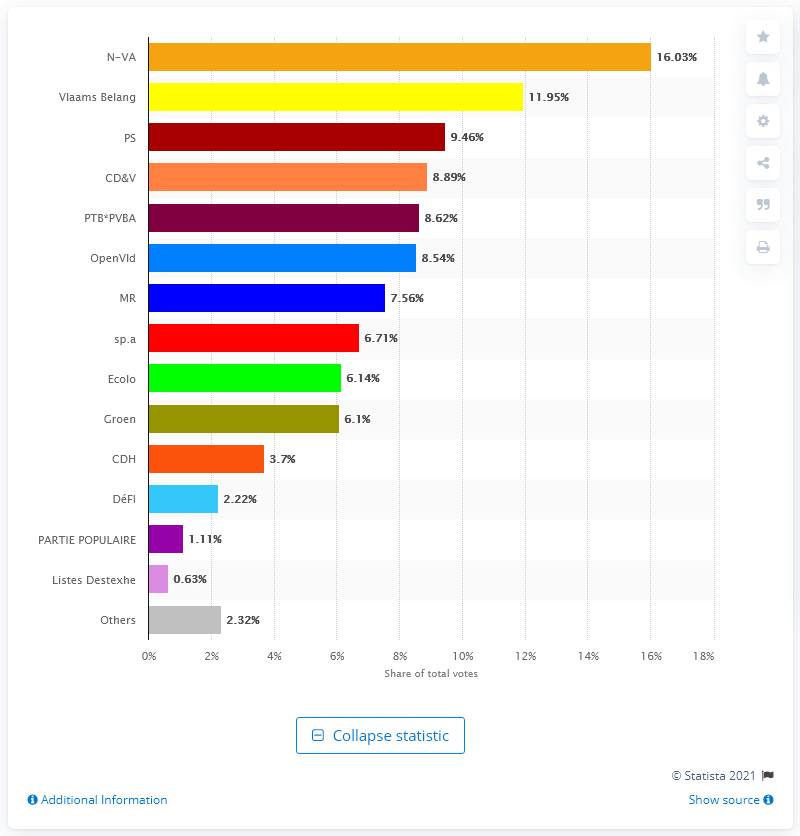 N-VA 16.03%
Vlaams Belang 11.95%
PS 9.46%
CD&V 8.89%
PTB*PVBA 8.62%
OpenVld 8.54%
MR 7.56%
sp.a 6.71%
Ecolo 6.14%
Groen 6.1%
CDH 3.7%
DéFI 2.22%
PARTIE POPULAIRE 1.11%
Listes Destexhe 0.63%
Others 2.32%
0% 2% 4% 6% 8% 10% 12% 14% 16% 18%
Share of total votes
Collapse statistic
© Statista 2021
Additional Information Show source